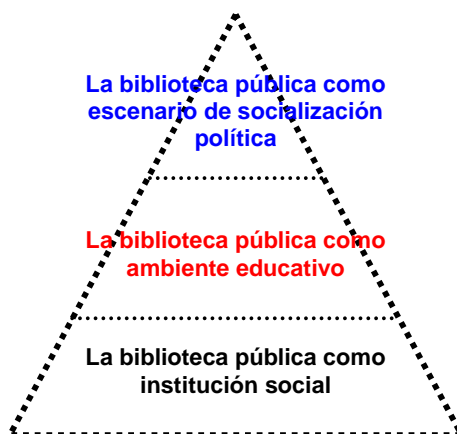 La biblioteca pública como
escenario de socialización
política
La biblioteca pública como
ambiente educativo
La biblioteca pública como
institución social